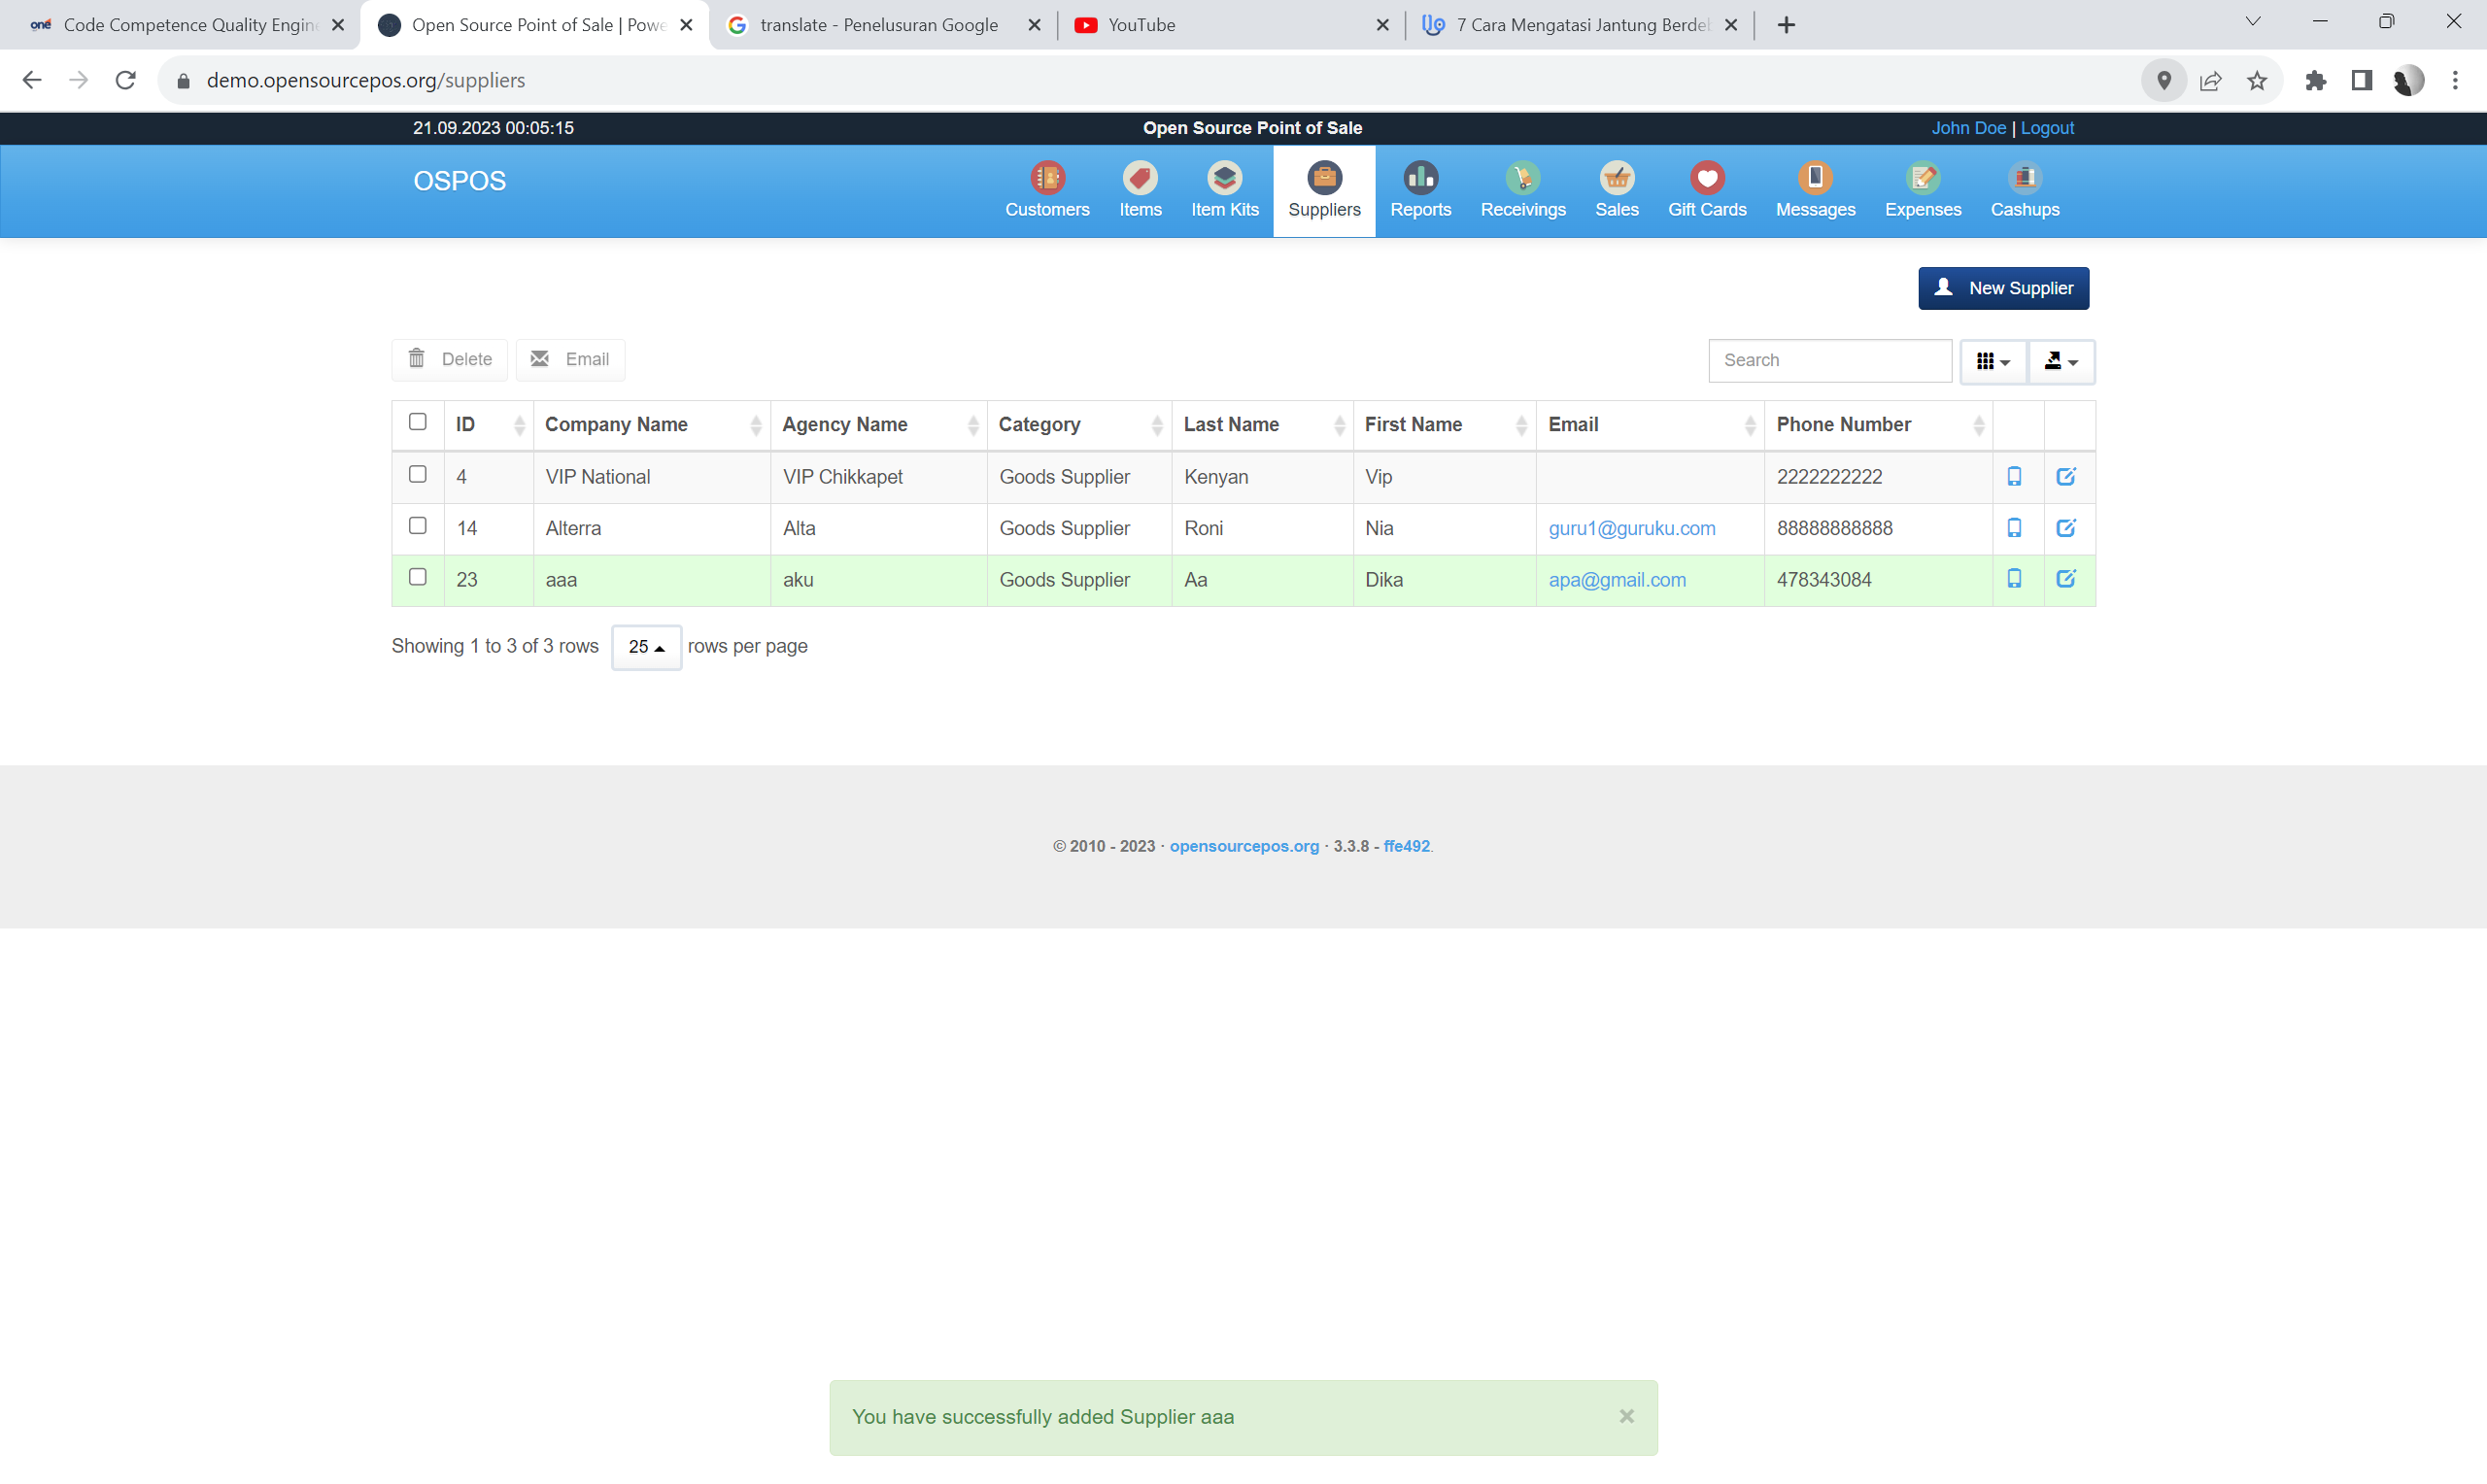 one Code Competence Quality Engin
Open Source Point of Sale | Powe
translate - Penelusuran Google
YouTube
7 Cara Mengatasi Jantung Berdeb
demo.opensourcepos.org/suppliers
21.09.2023 00:05:15
Open Source Point of Sale
John Doe | Logout
OSPOS
Customers
Items
Item Kits
Suppliers
Reports
Receivings
Sales
Gift Cards
Messages
Expenses
Cashups
New Supplier
Delete
Email
Search
ID Company Name Agency Name Category Last Name First Name Email Phone Number
4 VIP National VIP Chikkapet Goods Supplier Kenyan Vip 2222222222
14 Alterra Alta Goods Supplier Roni Nia guru1@guruku.com 88888888888
23 aaa aku Goods Supplier Aa Dika apa@gmail.com 478343084
Showing 1 to 3 of 3 rows 25 rows per page
© 2010 - 2023 · opensourcepos.org · 3.3.8 - ffe492.
You have successfully added Supplier aaa